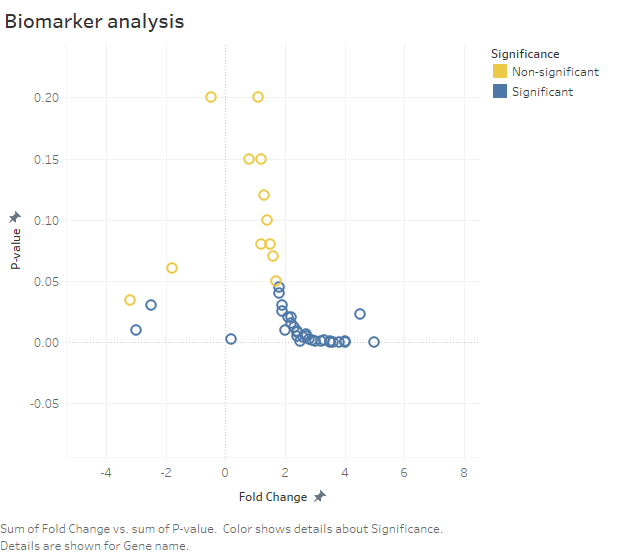 Biomarker analysis
Significance
Non-significant
Significant
0.20
0.15
0.10
0.05
0.00
-0.05
P-value
-4 -2 0 2 4 6 8
Fold Change
Sum of Fold Change vs. sum of P-value. Color shows details about Significance.
Details are shown for Gene name.